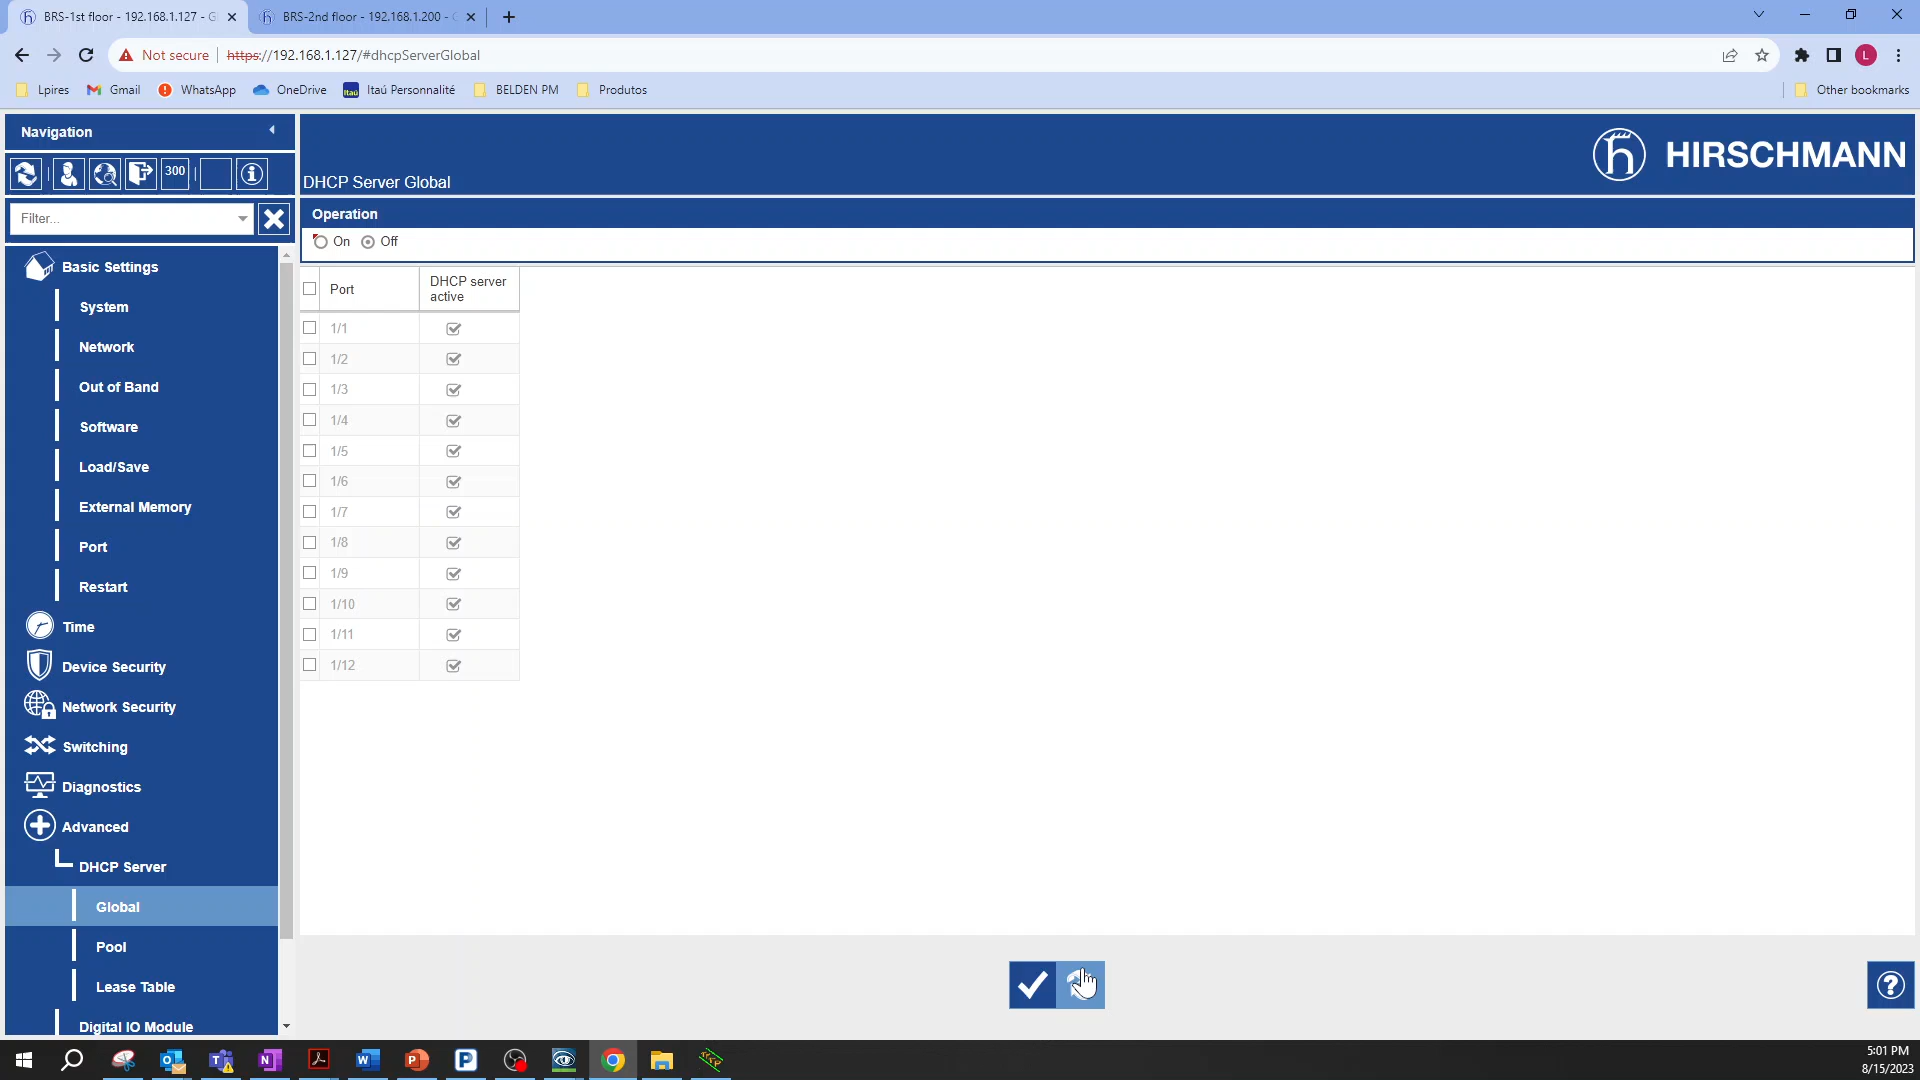 BRS-1st floor - 192.168.1.127 - G
BRS-2nd floor - 192.168.1.200 -
Not secure
https://192.168.1.127/#dhcpServerGlobal
L
Lpires
Gmail
WhatsApp
OneDrive
Itaú
Itaú Personnalité
BELDEN PM
Produtos
Other bookmarks
Navigation
300
Filter...
HIRSCHMANN
DHCP Server Global
Operation
On
Off
Port
DHCP server
active
1/1
1/2
1/3
1/4
1/5
1/6
1/7
1/8
1/9
1/10
1/11
1/12
Basic Settings
System
Network
Out of Band
Software
Load/Save
External Memory
Port
Restart
Time
Device Security
Network Security
Switching
Diagnostics
Advanced
DHCP Server
Global
Pool
Lease Table
Digital IO Module
5:01 PM
8/15/2023